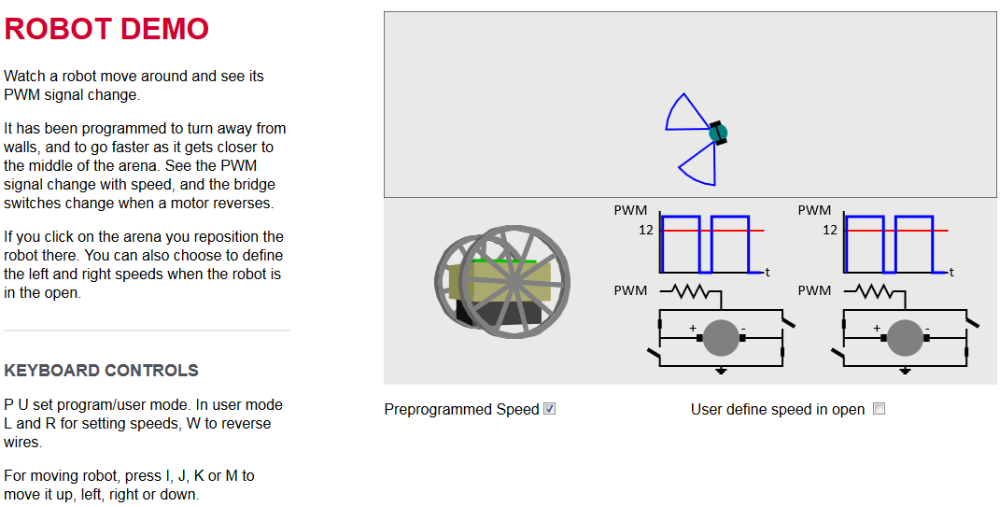 ROBOT DEMO
Watch a robot move around and see its
PWM signal change.
It has been programmed to turn away from
walls, and to go faster as it gets closer to
the middle of the arena. See the PWM
signal change with speed, and the bridge
switches change when a motor reverses.
If you click on the arena you reposition the
robot there. You can also choose to define
the left and right speeds when the robot is
in the open.
KEYBOARD CONTROLS
P U set program/user mode. In user mode
L and R for setting speeds, W to reverse
wires.
For moving robot, press I, J, K or M to
move it up, left, right or down.
PWM
12
t
PWM
+ -
PWM
12
t
PWM
+ -
Preprogrammed Speed
User define speed in open